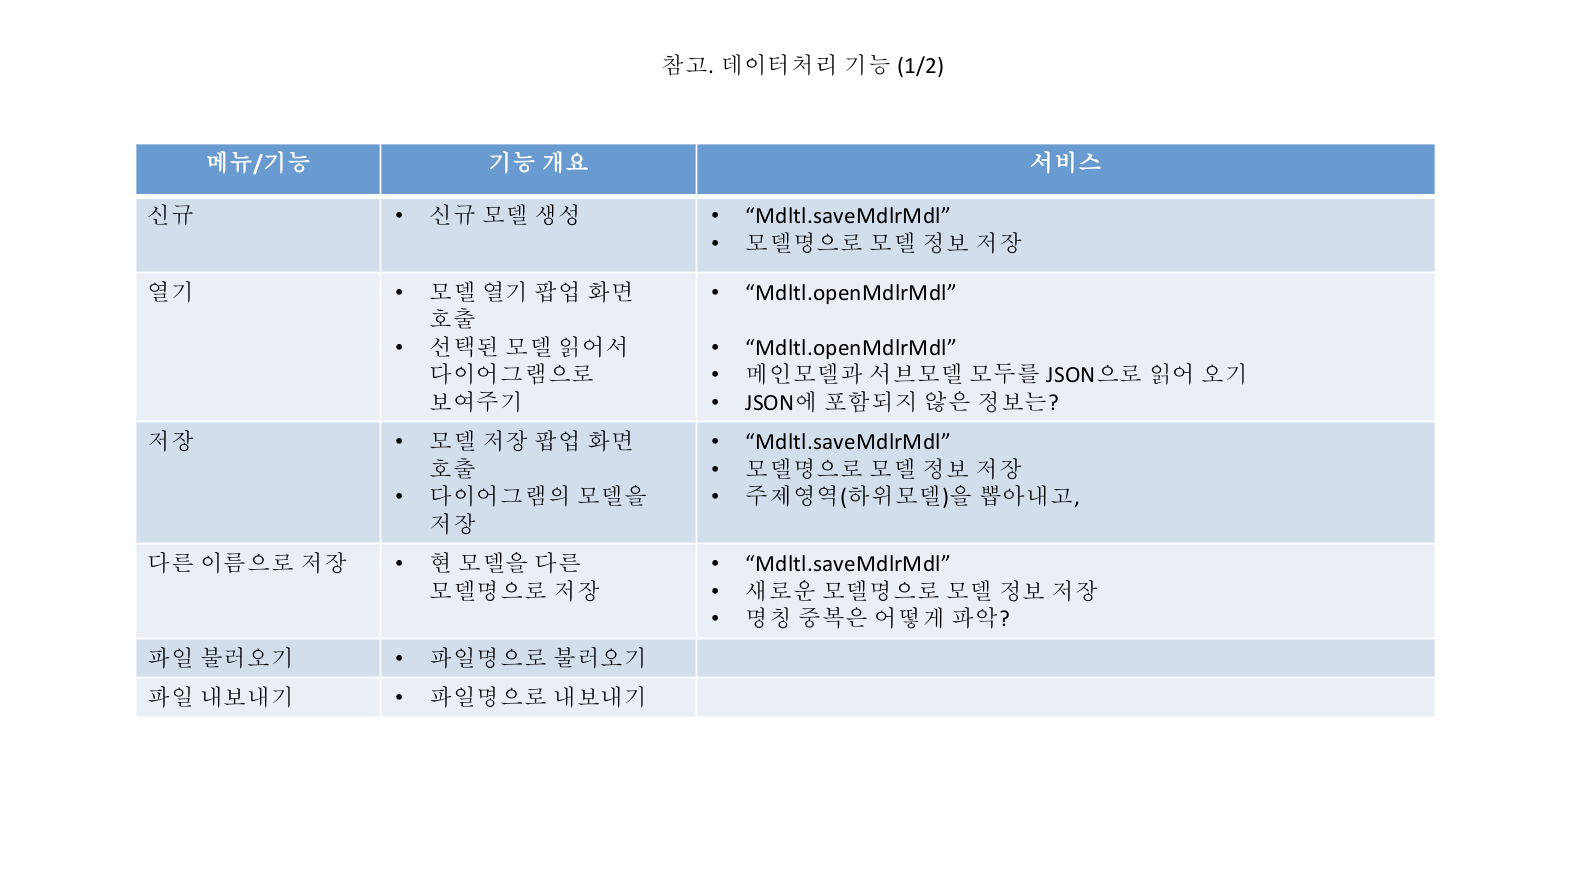 참고. 데이터처리 기능 (1/2)
메뉴/기능
기능 개요
서비스
신규
• 신규 모델 생성
• “Mdltl.saveMdlrMdl”
• 모델명으로 모델 정보 저장
열기
• 모델 열기 팝업 화면
호출
• 선택된 모델 읽어서
다이어그램으로
보여주기
• “Mdltl.openMdlrMdl”
• “Mdltl.openMdlrMdl”
• 메인모델과 서브모델 모두를 JSON으로 읽어 오기
• JSON에 포함되지 않은 정보는?
저장
• 모델 저장 팝업 화면
호출
• 다이어그램의 모델을
저장
• “Mdltl.saveMdlrMdl”
• 모델명으로 모델 정보 저장
• 주제영역(하위모델)을 뽑아내고,
다른 이름으로 저장
• 현 모델을 다른
모델명으로 저장
• “Mdltl.saveMdlrMdl”
• 새로운 모델명으로 모델 정보 저장
• 명칭 중복은 어떻게 파악?
파일 불러오기
• 파일명으로 불러오기
파일 내보내기
• 파일명으로 내보내기